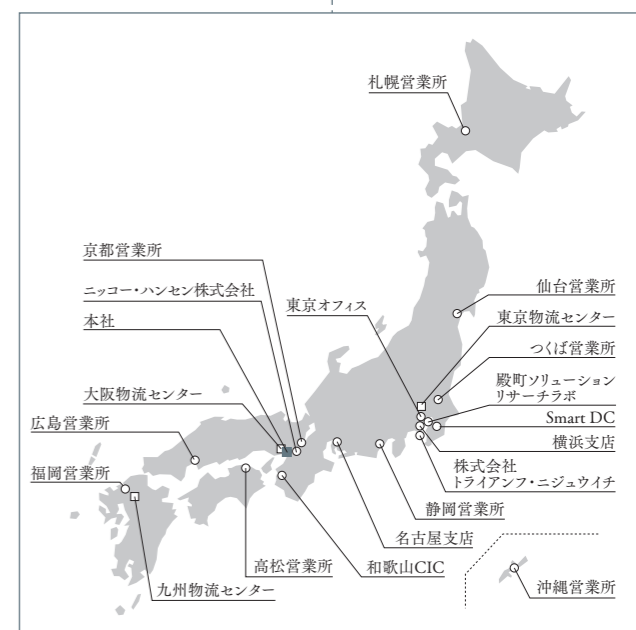 札幌営業所
京都営業所
ニッコー・ハンセン株式会社
本社
大阪物流センター
広島営業所
福岡営業所
九州物流センター
高松営業所
和歌山CIC
名古屋支店
静岡営業所
東京オフィス
仙台営業所
東京物流センター
つくば営業所
殿町ソリューション
リサーチラボ
Smart DC
横浜支店
株式会社
トライアンフ・ニジュウイチ
沖縄営業所